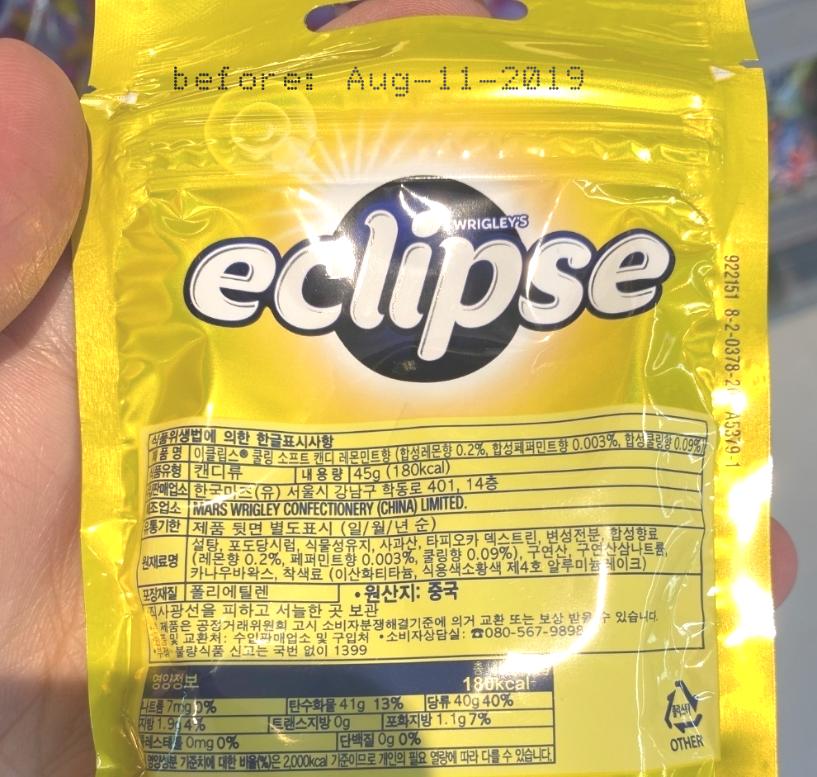 before: Aug-11-2019
WRIGLEY'S
eclipse
922151 8-2-0378-2 A5379-1
식품위생법에 의한 한글표시사항
제품명 이클립스® 쿨링 소프트 캔디 레몬민트향 (합성레몬향 0.2%, 합성페퍼민트향 0.003%, 합성쿨링향 0.09%)
식품유형 캔디류 내용량 45g (180kcal)
한국마즈(유) 서울시 강남구 학동로 401, 14층
제조업소 MARS WRIGLEY CONFECTIONERY (CHINA) LIMITED.
유통기한 제품 뒷면 별도표시 (일/월/년 순)
원재료명 설탕, 포도당시럽, 식물성유지, 사과산, 타피오카 덱스트린, 변성전분, 합성향료
(레몬향 0.2%, 페퍼민트향 0.003%, 쿨링향 0.09%), 구연산, 구연산삼나트륨,
카나우바왁스, 착색료 (이산화티타늄, 식용색소황색 제4호 알루미늄레이크)
포장재질 폴리에틸렌 •원산지: 중국
직사광선을 피하고 서늘한 곳 보관
제품은 공정거래위원회 고시 소비자분쟁해결기준에 의거 교환 또는 보상 받을 수 있습니다.
및 교환처: 수입판매업소 및 구입처 •소비자상담실: ☎080-567-9898
불량식품 신고는 국번 없이 1399
영양정보 180kcal
나트륨 7mg 0% 탄수화물 41g 13% 당류 40g 40%
지방 1.9g 4% 트랜스지방 0g 포화지방 1.1g 7%
콜레스테롤 0mg 0% 단백질 0g 0%
영양성분 기준치에 대한 비율(%)은 2,000kcal 기준이므로 개인의 필요 열량에 따라 다를 수 있습니다.
OTHER